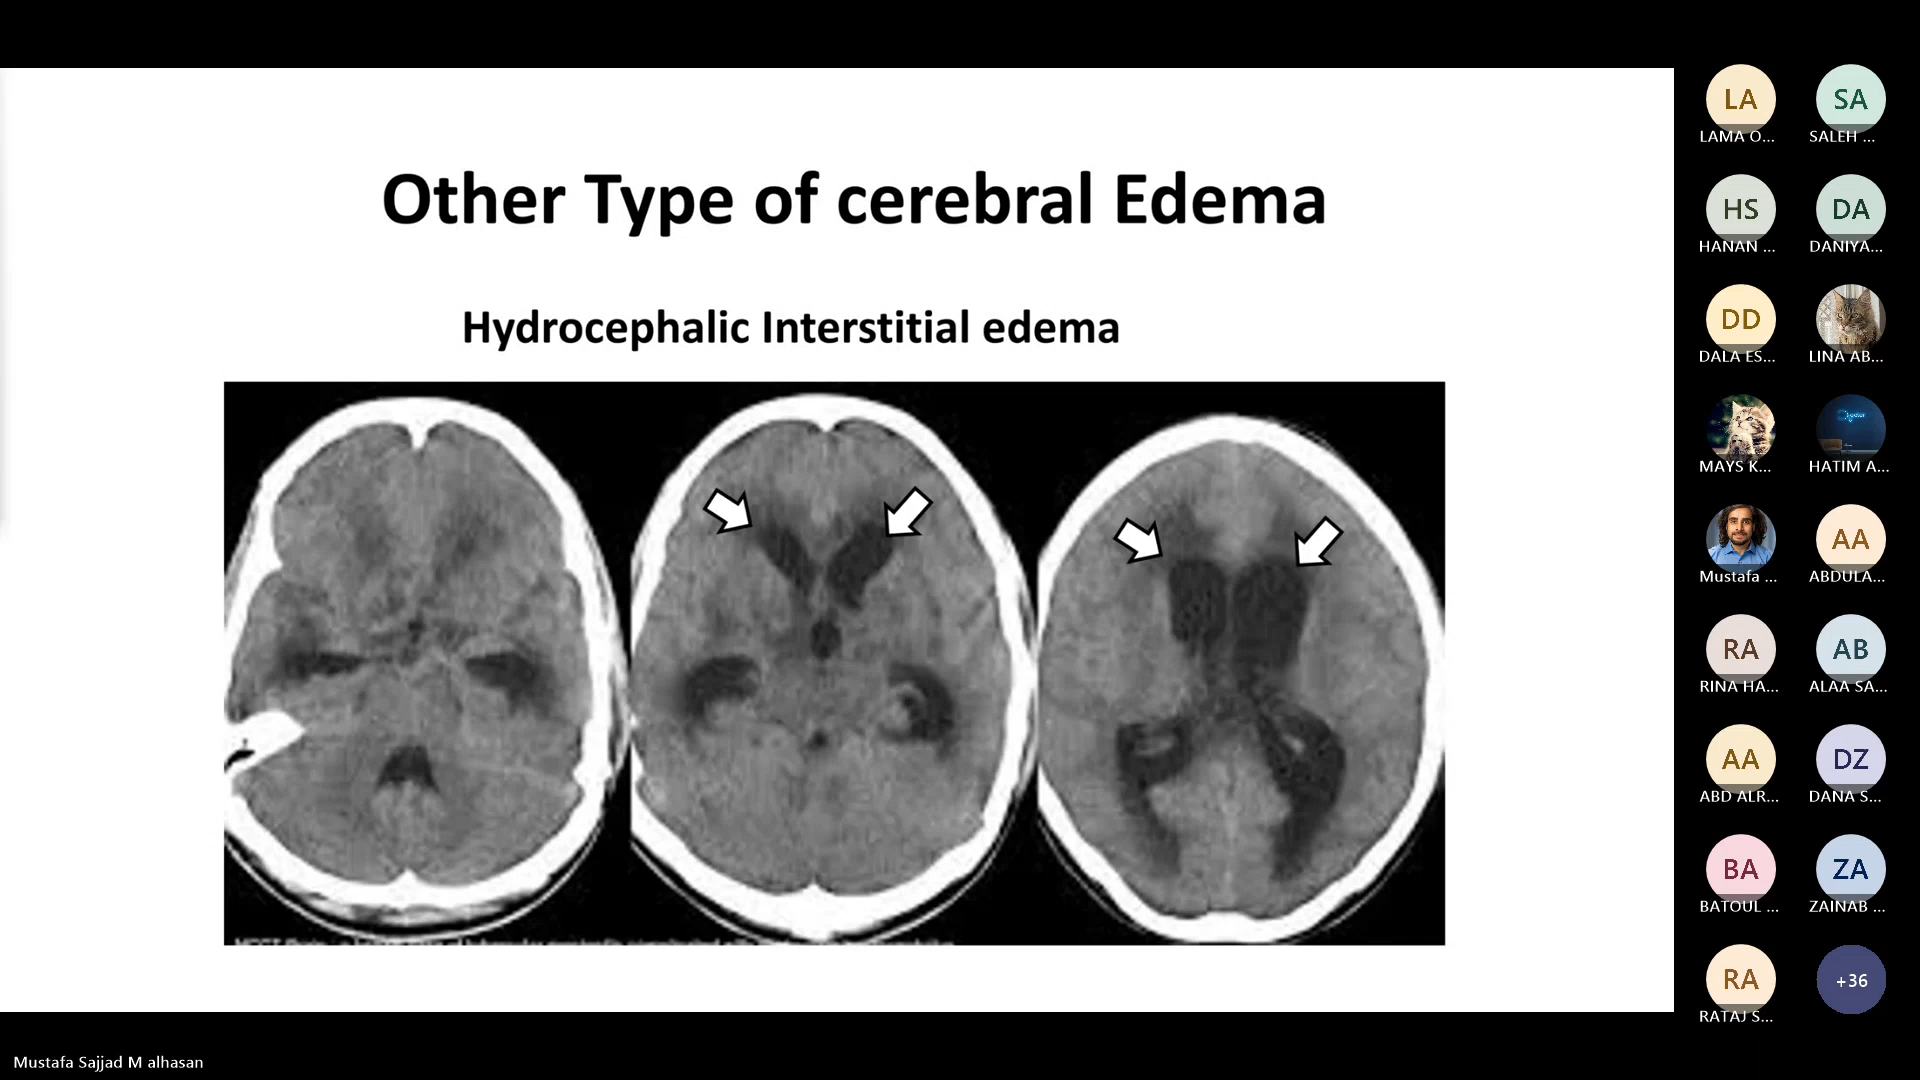 Other Type of cerebral Edema
Hydrocephalic Interstitial edema
LA
LAMA O...
SA
SALEH ...
HS
HANAN ...
DA
DANIYA...
DD
DALA ES...
LINA AB...
MAYS K...
HATIM A...
Mustafa ...
AA
ABDULA...
RA
RINA HA...
AB
ALAA SA...
AA
ABD ALR...
DZ
DANA S...
BA
BATOUL ...
ZA
ZAINAB ...
RA
RATAJ S...
+36
Mustafa Sajjad M alhasan